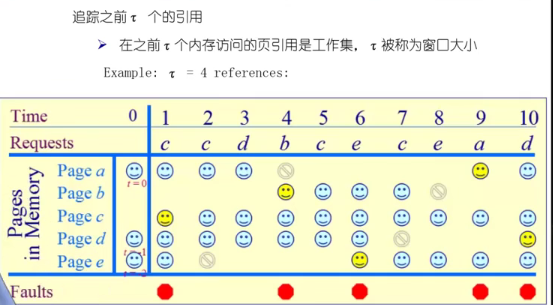 追踪之前τ 个的引用
➤ 在之前τ个内存访问的页引用是工作集，τ被称为窗口大小
Example: τ = 4 references:
Time 0 1 2 3 4 5 6 7 8 9 10
Requests c c d b c e c e a d
Pages in Memory
Page a
t = 0
Page b
Page c
Page d
Page e
Faults